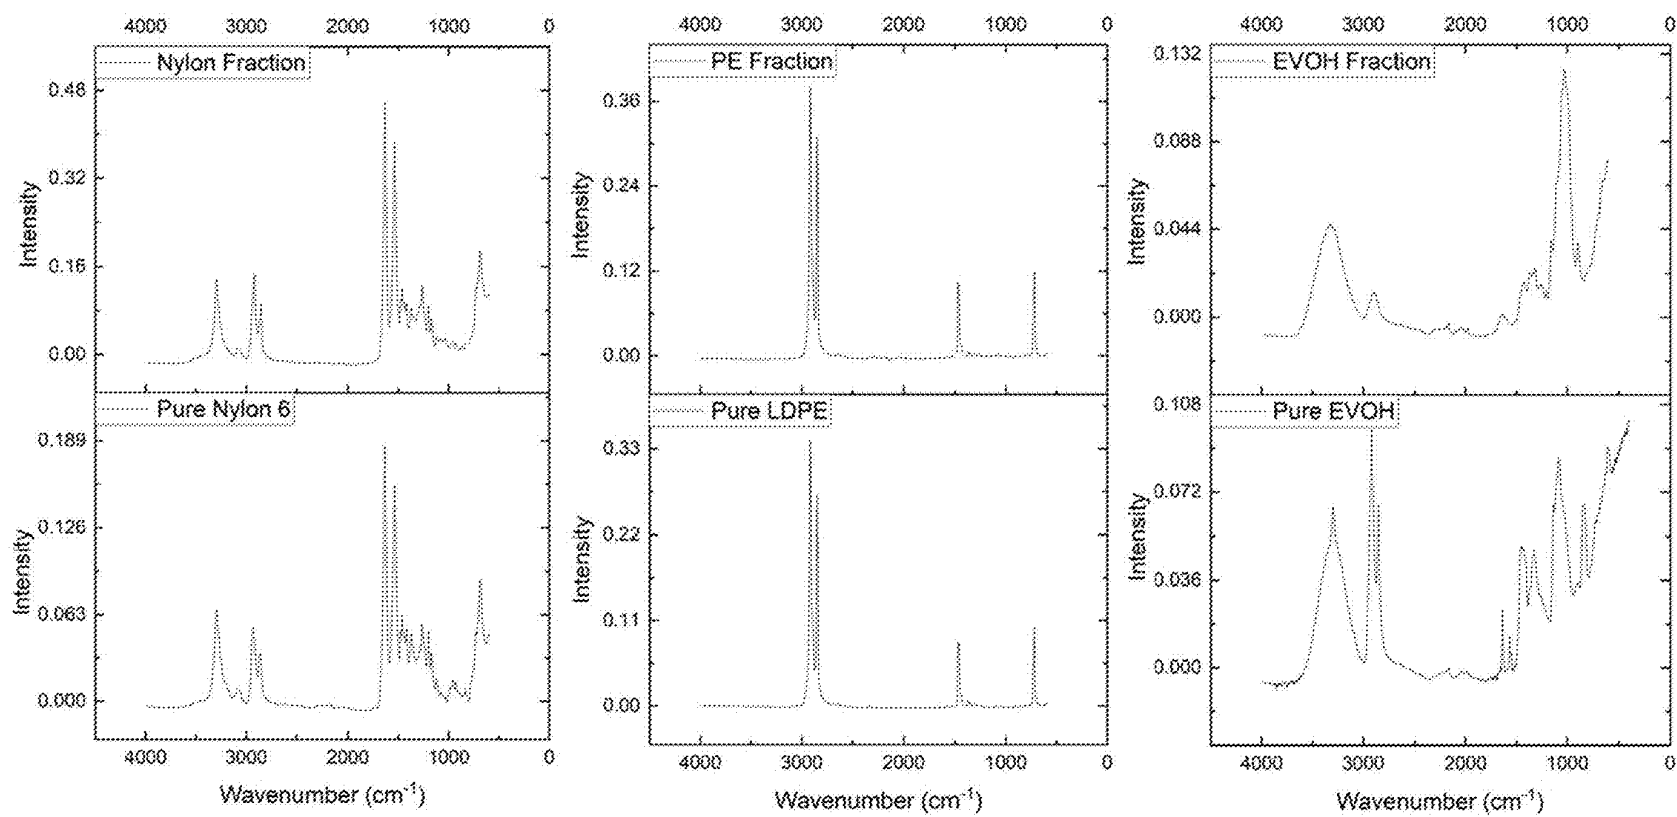 4000 3000 2000 1000 0
4000 3000 2000 1000 0
4000 3000 2000 1000 0
Nylon Fraction
0.48
0.32
0.16
0.00
Intensity
PE Fraction
0.36
0.24
0.12
0.00
Intensity
EVOH Fraction
0.132
0.088
0.044
0.000
Intensity
Pure Nylon 6
0.189
0.126
0.063
0.000
Intensity
Pure LDPE
0.33
0.22
0.11
0.00
Intensity
Pure EVOH
0.108
0.072
0.036
0.000
Intensity
4000 3000 2000 1000 0
4000 3000 2000 1000 0
4000 3000 2000 1000 0
Wavenumber (cm⁻¹)
Wavenumber (cm⁻¹)
Wavenumber (cm⁻¹)